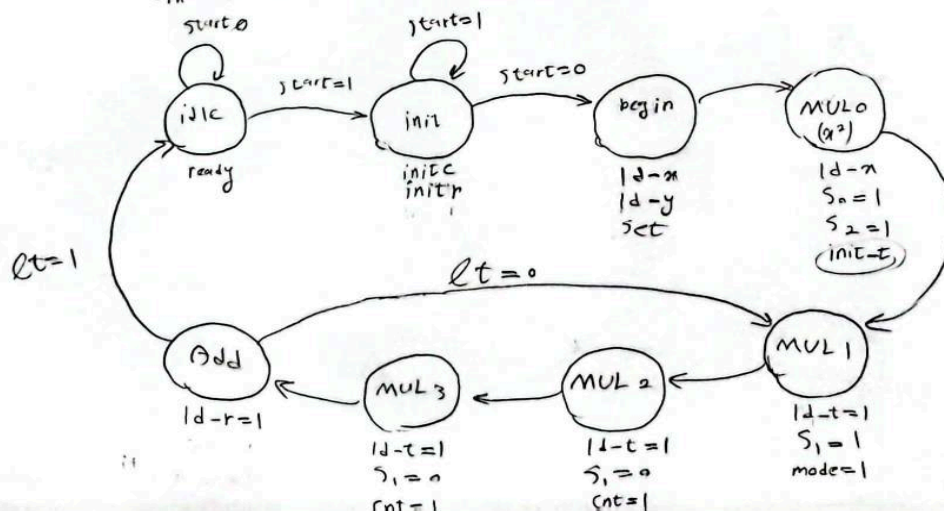 start=0
idle
ready
start=1
start=1
init
initc
initr
start=0
begin
ld-x
ld-y
set
MUL0
(x²)
ld-x
S0=1
S2=1
init-t
lt=1
lt=0
Add
ld-r=1
MUL3
ld-t=1
S1=0
cnt=1
MUL2
ld-t=1
S1=0
cnt=1
MUL1
ld-t=1
S1=1
mode=1